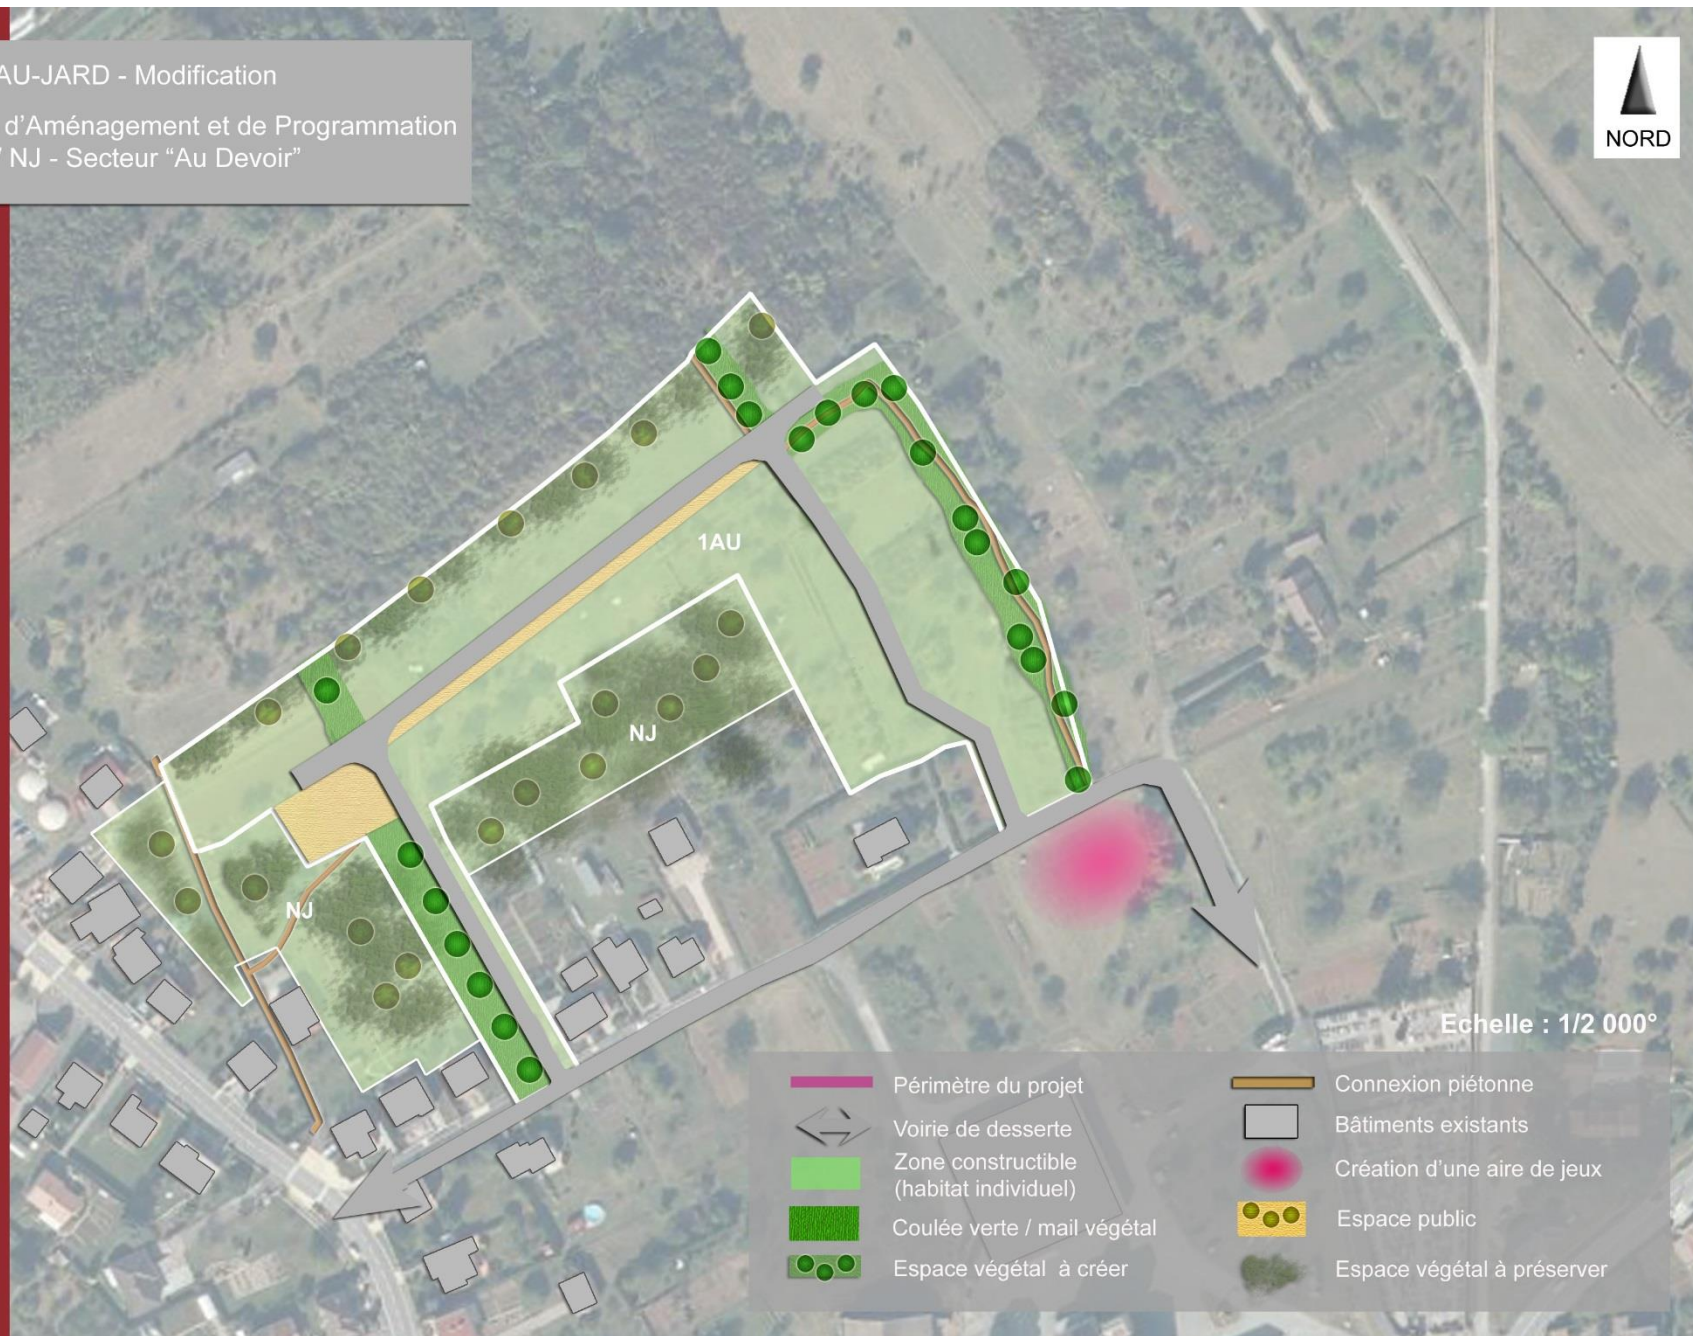 AU-JARD - Modification
d’Aménagement et de Programmation
/ NJ - Secteur “Au Devoir”
NORD
1AU
NJ
NJ
Echelle : 1/2 000°
Périmètre du projet
Voirie de desserte
Zone constructible
(habitat individuel)
Coulée verte / mail végétal
Espace végétal à créer
Connexion piétonne
Bâtiments existants
Création d’une aire de jeux
Espace public
Espace végétal à préserver